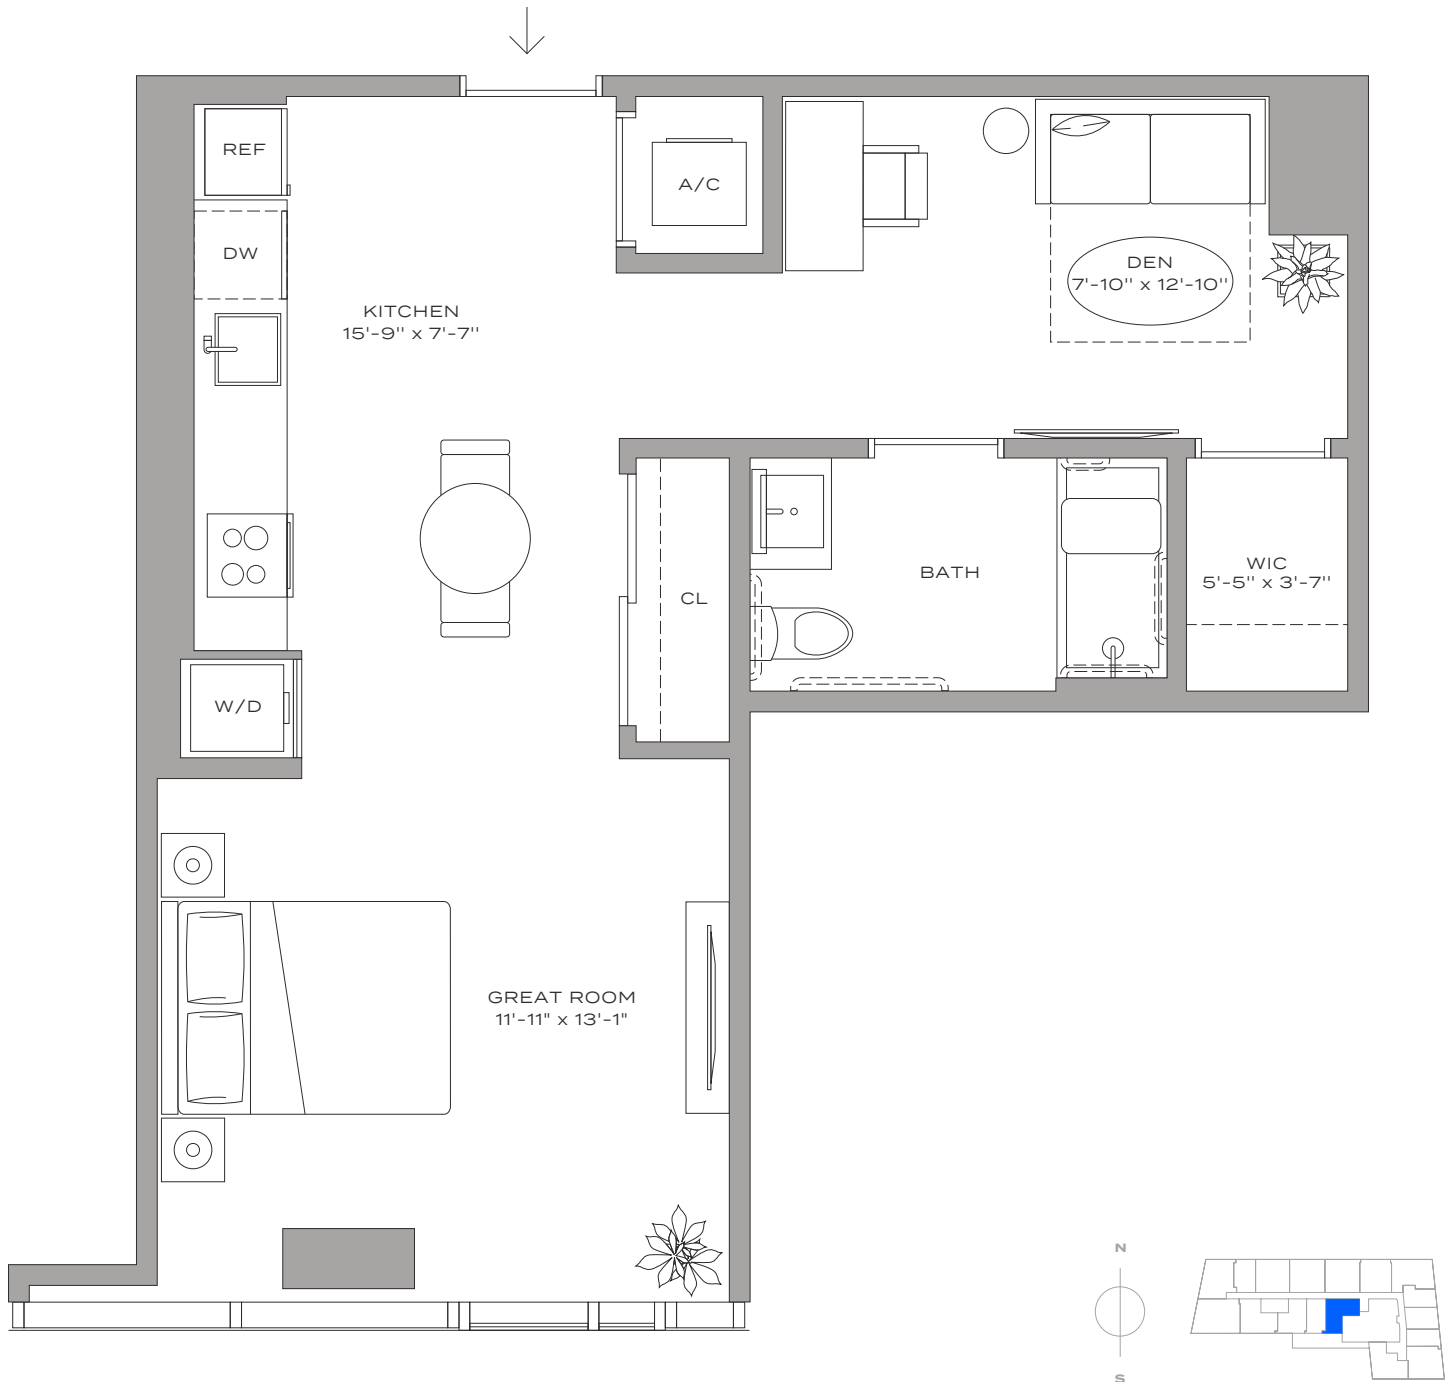 REF
A/C
DW
DEN
7'-10" x 12'-10"
KITCHEN
15'-9" x 7'-7"
WIC
5'-5" x 3'-7"
BATH
CL
W/D
GREAT ROOM
11'-11" x 13'-1"
N
S